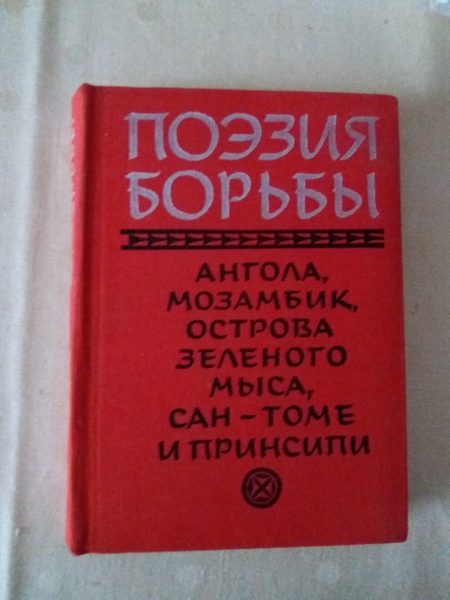 ПОЭЗИЯ
БОРЬБЫ
АНГОЛА,
МОЗАМБИК,
ОСТРОВА
ЗЕЛЕНОГО
МЫСА,
САН-ТОМЕ
И ПРИНСИПИ